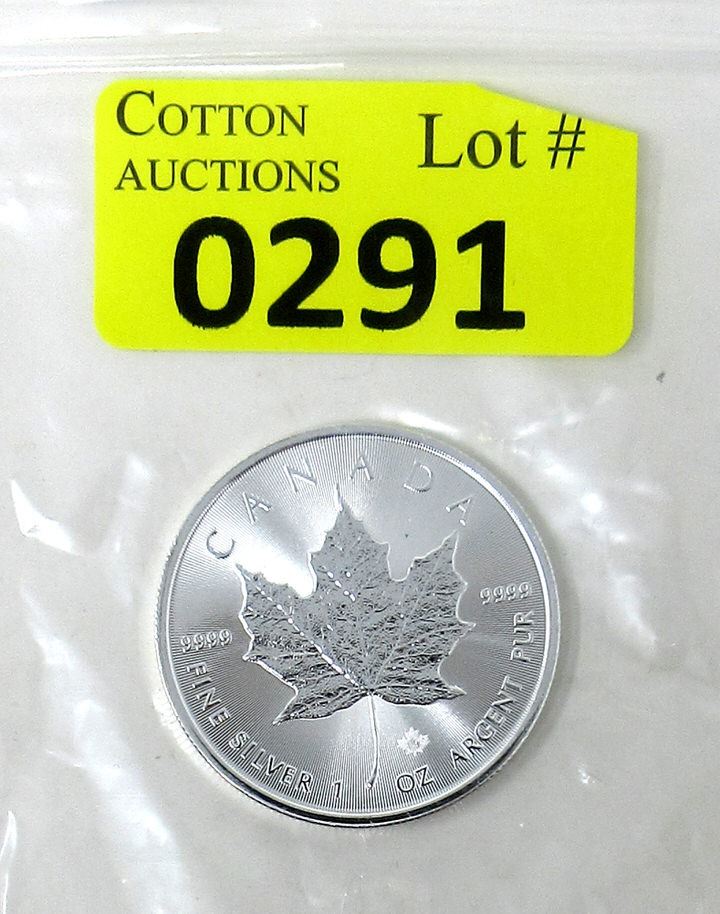 COTTON
AUCTIONS
Lot #
0291
CANADA
9999
9999
FINE SILVER 1 OZ ARGENT PUR